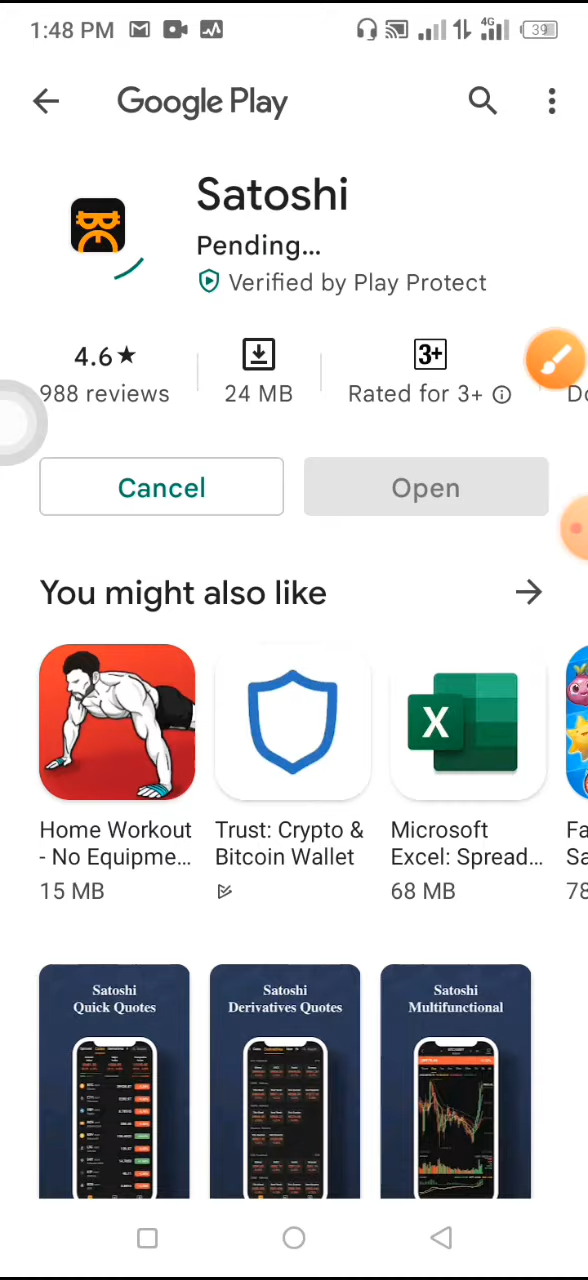 1:48 PM
4G
39
Google Play
Satoshi
Pending...
Verified by Play Protect
4.6★
988 reviews
24 MB
3+
Rated for 3+
Cancel
Open
You might also like
Home Workout
- No Equipme...
15 MB
Trust: Crypto &
Bitcoin Wallet
X
Microsoft
Excel: Spread...
68 MB
Satoshi
Quick Quotes
Satoshi
Derivatives Quotes
Satoshi
Multifunctional